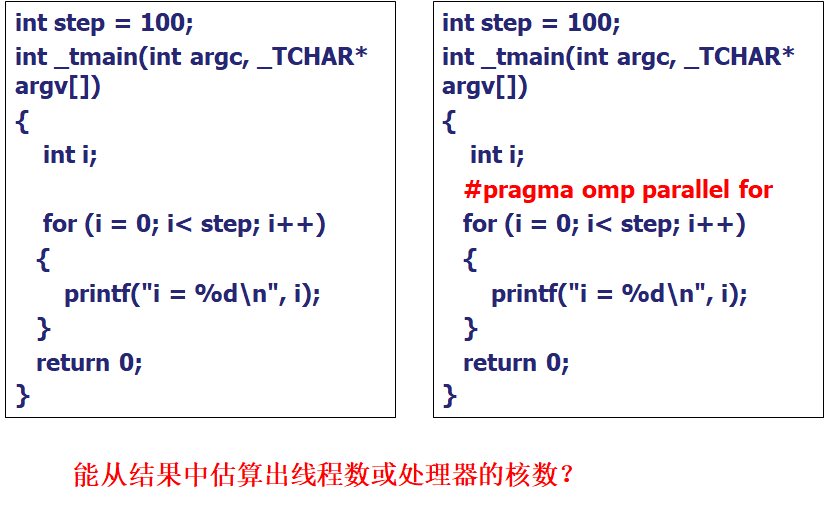 int step = 100;
int _tmain(int argc, _TCHAR*
argv[])
{
int i;
for (i = 0; i< step; i++)
{
printf("i = %d\n", i);
}
return 0;
}
int step = 100;
int _tmain(int argc, _TCHAR*
argv[])
{
int i;
#pragma omp parallel for
for (i = 0; i< step; i++)
{
printf("i = %d\n", i);
}
return 0;
}
能从结果中估算出线程数或处理器的核数？